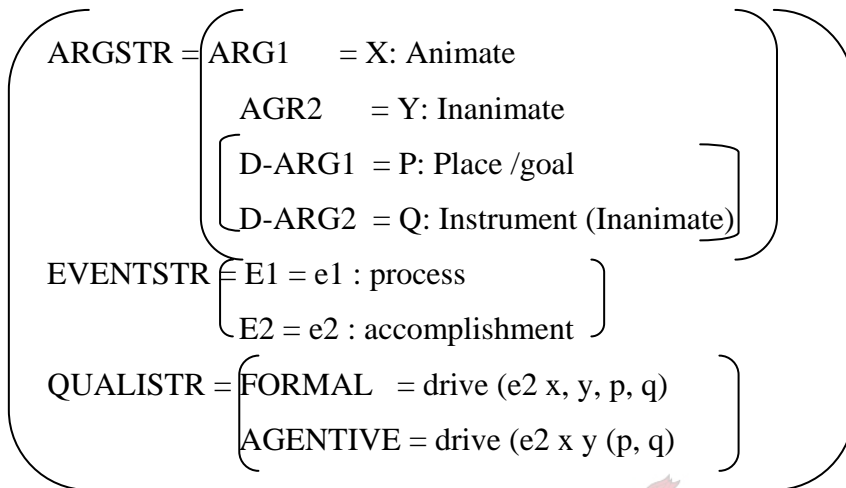 ARGSTR = ARG1 = X: Animate
AGR2 = Y: Inanimate
D-ARG1 = P: Place /goal
D-ARG2 = Q: Instrument (Inanimate)
EVENTSTR = E1 = e1 : process
E2 = e2 : accomplishment
QUALISTR = FORMAL = drive (e2 x, y, p, q)
AGENTIVE = drive (e2 x y (p, q)